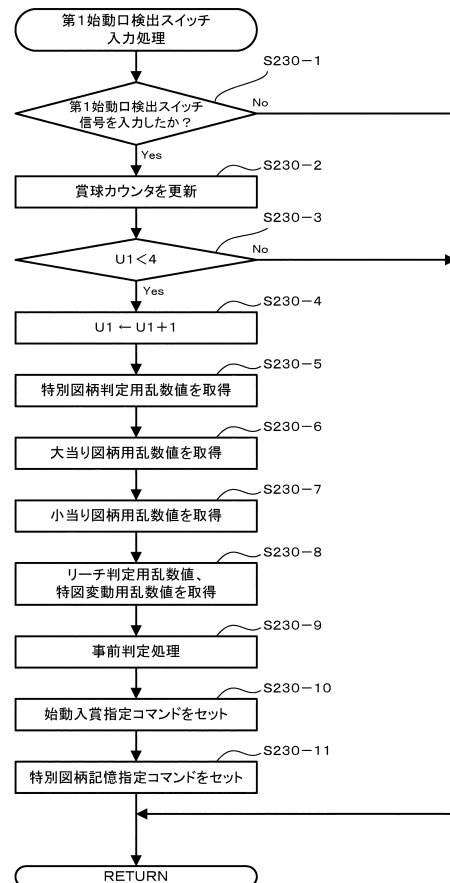 第1始動口検出スイッチ
入力処理
S230-1
第1始動口検出スイッチ
信号を入力したか？
No
Yes
S230-2
賞球カウンタを更新
S230-3
U1<4
No
Yes
S230-4
U1 ← U1+1
S230-5
特別図柄判定用乱数値を取得
S230-6
大当り図柄用乱数値を取得
S230-7
小当り図柄用乱数値を取得
S230-8
リーチ判定用乱数値、
特図変動用乱数値を取得
S230-9
事前判定処理
S230-10
始動入賞指定コマンドをセット
S230-11
特別図柄記憶指定コマンドをセット
RETURN